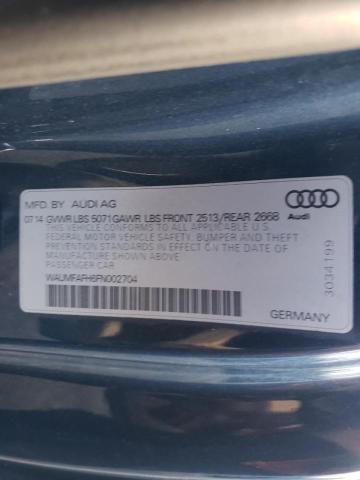 MFD. BY AUDI AG
07 14 GVWR LBS 5071 GAWR LBS FRONT 2513/REAR 2668
THIS VEHICLE CONFORMS TO ALL APPLICABLE U.S.
FEDERAL MOTOR VEHICLE SAFETY, BUMPER AND THEFT
PREVENTION STANDARDS IN EFFECT ON THE DATE OF
MANUFACTURE SHOWN ABOVE.
PASSENGER CAR
WAUMFAFH6FN002704
GERMANY
Audi
3034199